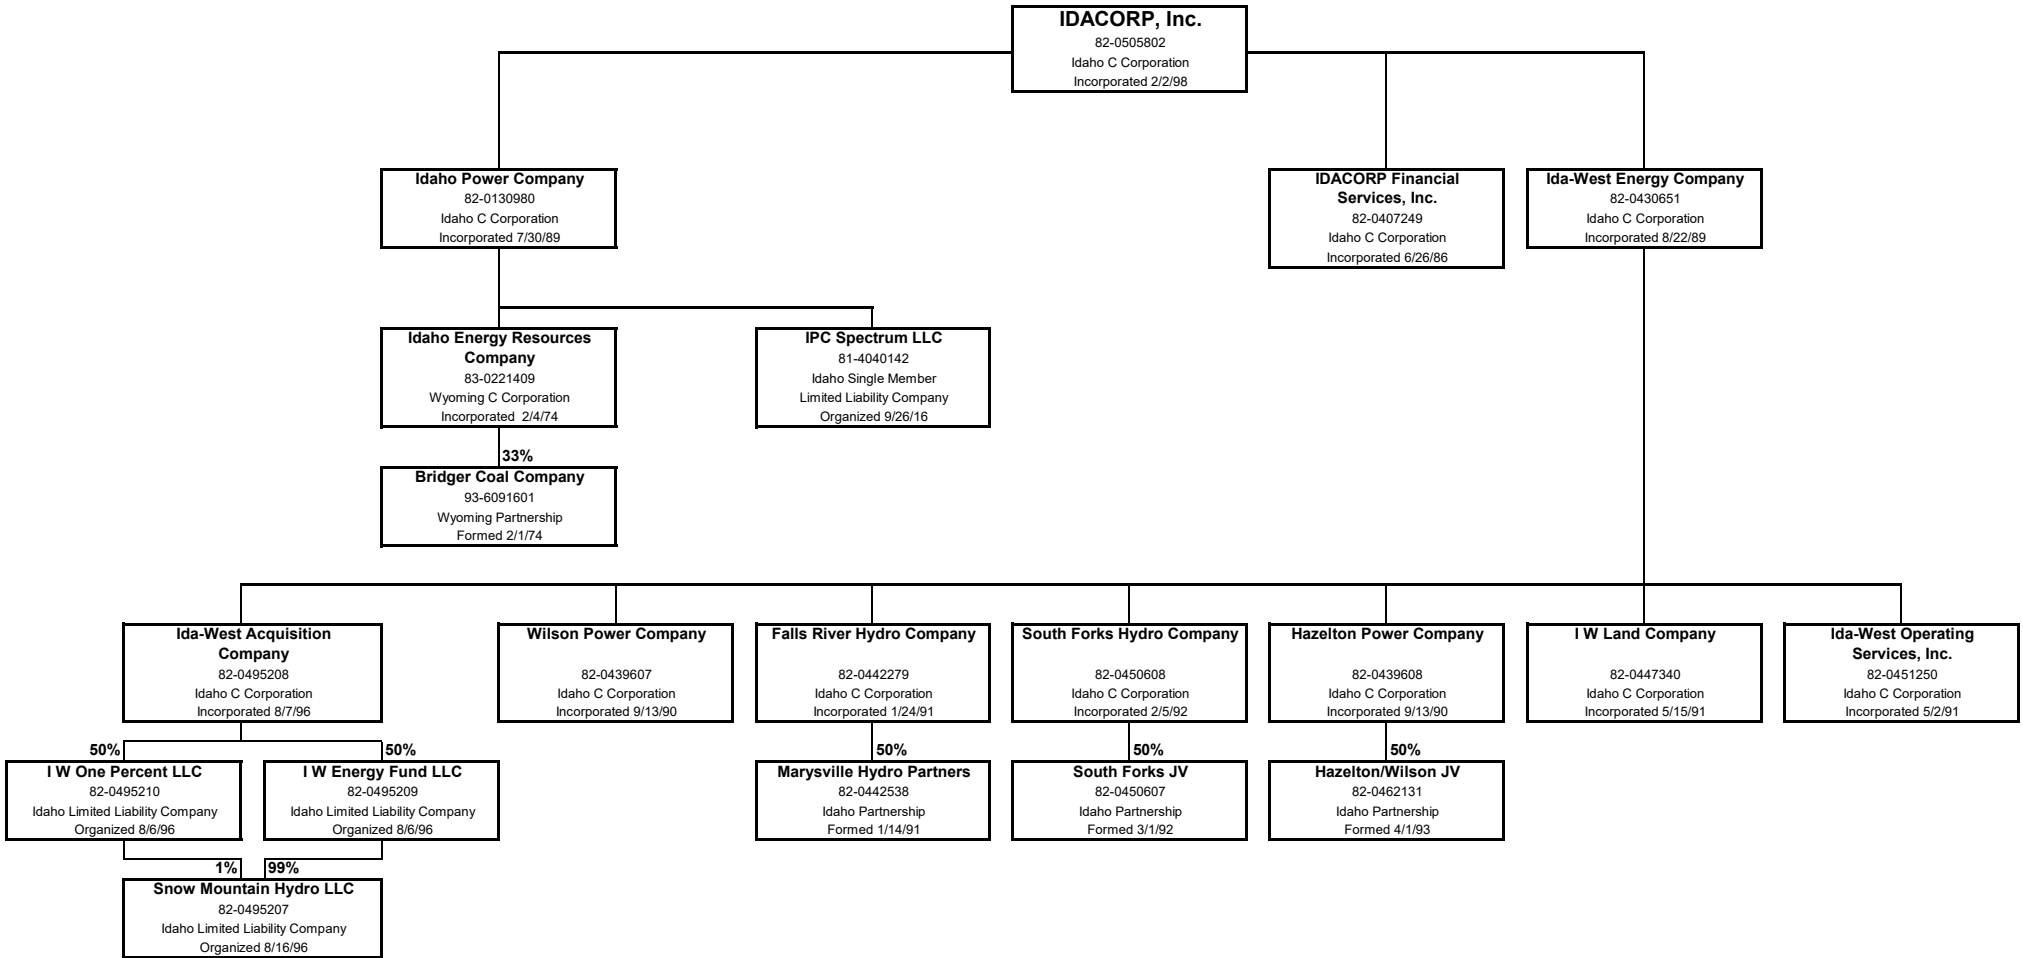 IDACORP, Inc.
82-0505802
Idaho C Corporation
Incorporated 2/2/98
Idaho Power Company
82-0130980
Idaho C Corporation
Incorporated 7/30/89
IDACORP Financial
Services, Inc.
82-0407249
Idaho C Corporation
Incorporated 6/26/86
Ida-West Energy Company
82-0430651
Idaho C Corporation
Incorporated 8/22/89
Idaho Energy Resources
Company
83-0221409
Wyoming C Corporation
Incorporated  2/4/74
IPC Spectrum LLC
81-4040142
Idaho Single Member
Limited Liability Company
Organized 9/26/16
33%
Bridger Coal Company
93-6091601
Wyoming Partnership
Formed 2/1/74
Ida-West Acquisition
Company
82-0495208
Idaho C Corporation
Incorporated 8/7/96
Wilson Power Company
82-0439607
Idaho C Corporation
Incorporated 9/13/90
Falls River Hydro Company
82-0442279
Idaho C Corporation
Incorporated 1/24/91
South Forks Hydro Company
82-0450608
Idaho C Corporation
Incorporated 2/5/92
Hazelton Power Company
82-0439608
Idaho C Corporation
Incorporated 9/13/90
I W Land Company
82-0447340
Idaho C Corporation
Incorporated 5/15/91
Ida-West Operating
Services, Inc.
82-0451250
Idaho C Corporation
Incorporated 5/2/91
50%
I W One Percent LLC
82-0495210
Idaho Limited Liability Company
Organized 8/6/96
50%
I W Energy Fund LLC
82-0495209
Idaho Limited Liability Company
Organized 8/6/96
50%
Marysville Hydro Partners
82-0442538
Idaho Partnership
Formed 1/14/91
50%
South Forks JV
82-0450607
Idaho Partnership
Formed 3/1/92
50%
Hazelton/Wilson JV
82-0462131
Idaho Partnership
Formed 4/1/93
1%
99%
Snow Mountain Hydro LLC
82-0495207
Idaho Limited Liability Company
Organized 8/16/96